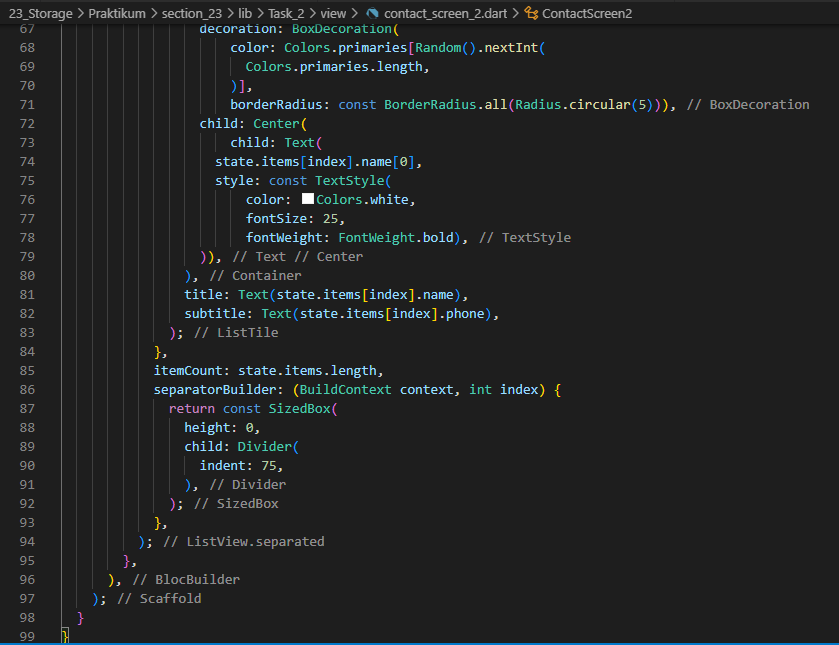 23_Storage > Praktikum > section_23 > lib > Task_2 > view > contact_screen_2.dart > ContactScreen2
67 decoration: BoxDecoration(
68 color: Colors.primaries[Random().nextInt(
69 Colors.primaries.length,
70 )],
71 borderRadius: const BorderRadius.all(Radius.circular(5))), // BoxDecoration
72 child: Center(
73 child: Text(
74 state.items[index].name[0],
75 style: const TextStyle(
76 color: Colors.white,
77 fontSize: 25,
78 fontWeight: FontWeight.bold), // TextStyle
79 )), // Text // Center
80 ), // Container
81 title: Text(state.items[index].name),
82 subtitle: Text(state.items[index].phone),
83 ); // ListTile
84 },
85 itemCount: state.items.length,
86 separatorBuilder: (BuildContext context, int index) {
87 return const SizedBox(
88 height: 0,
89 child: Divider(
90 indent: 75,
91 ), // Divider
92 ); // SizedBox
93 },
94 ); // ListView.separated
95 },
96 ), // BlocBuilder
97 ); // Scaffold
98 }
99 }